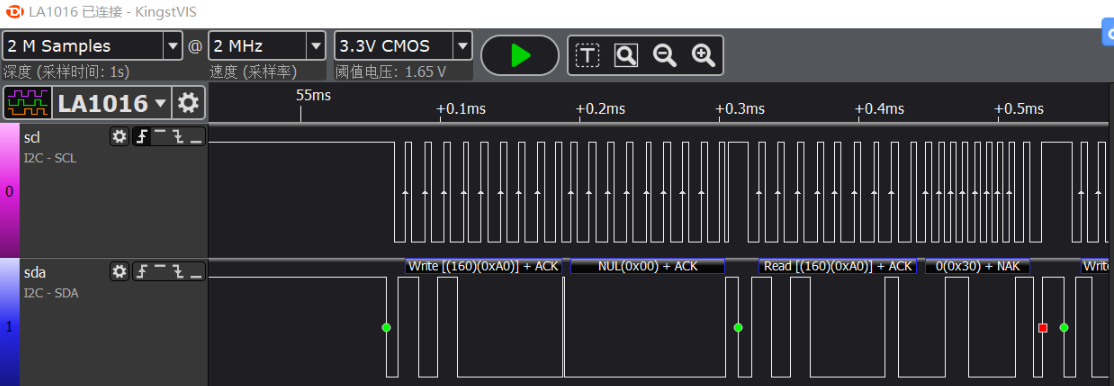 LA1016 已连接 - KingstVIS
2 M Samples @ 2 MHz 3.3V CMOS
深度 (采样时间: 1s) 速度 (采样率) 阈值电压: 1.65 V
LA1016
55ms +0.1ms +0.2ms +0.3ms +0.4ms +0.5ms
0
scl
I2C - SCL
1
sda
I2C - SDA
Write [(160)(0xA0)] + ACK NUL(0x00) + ACK Read [(160)(0xA0)] + ACK 0(0x30) + NAK Write